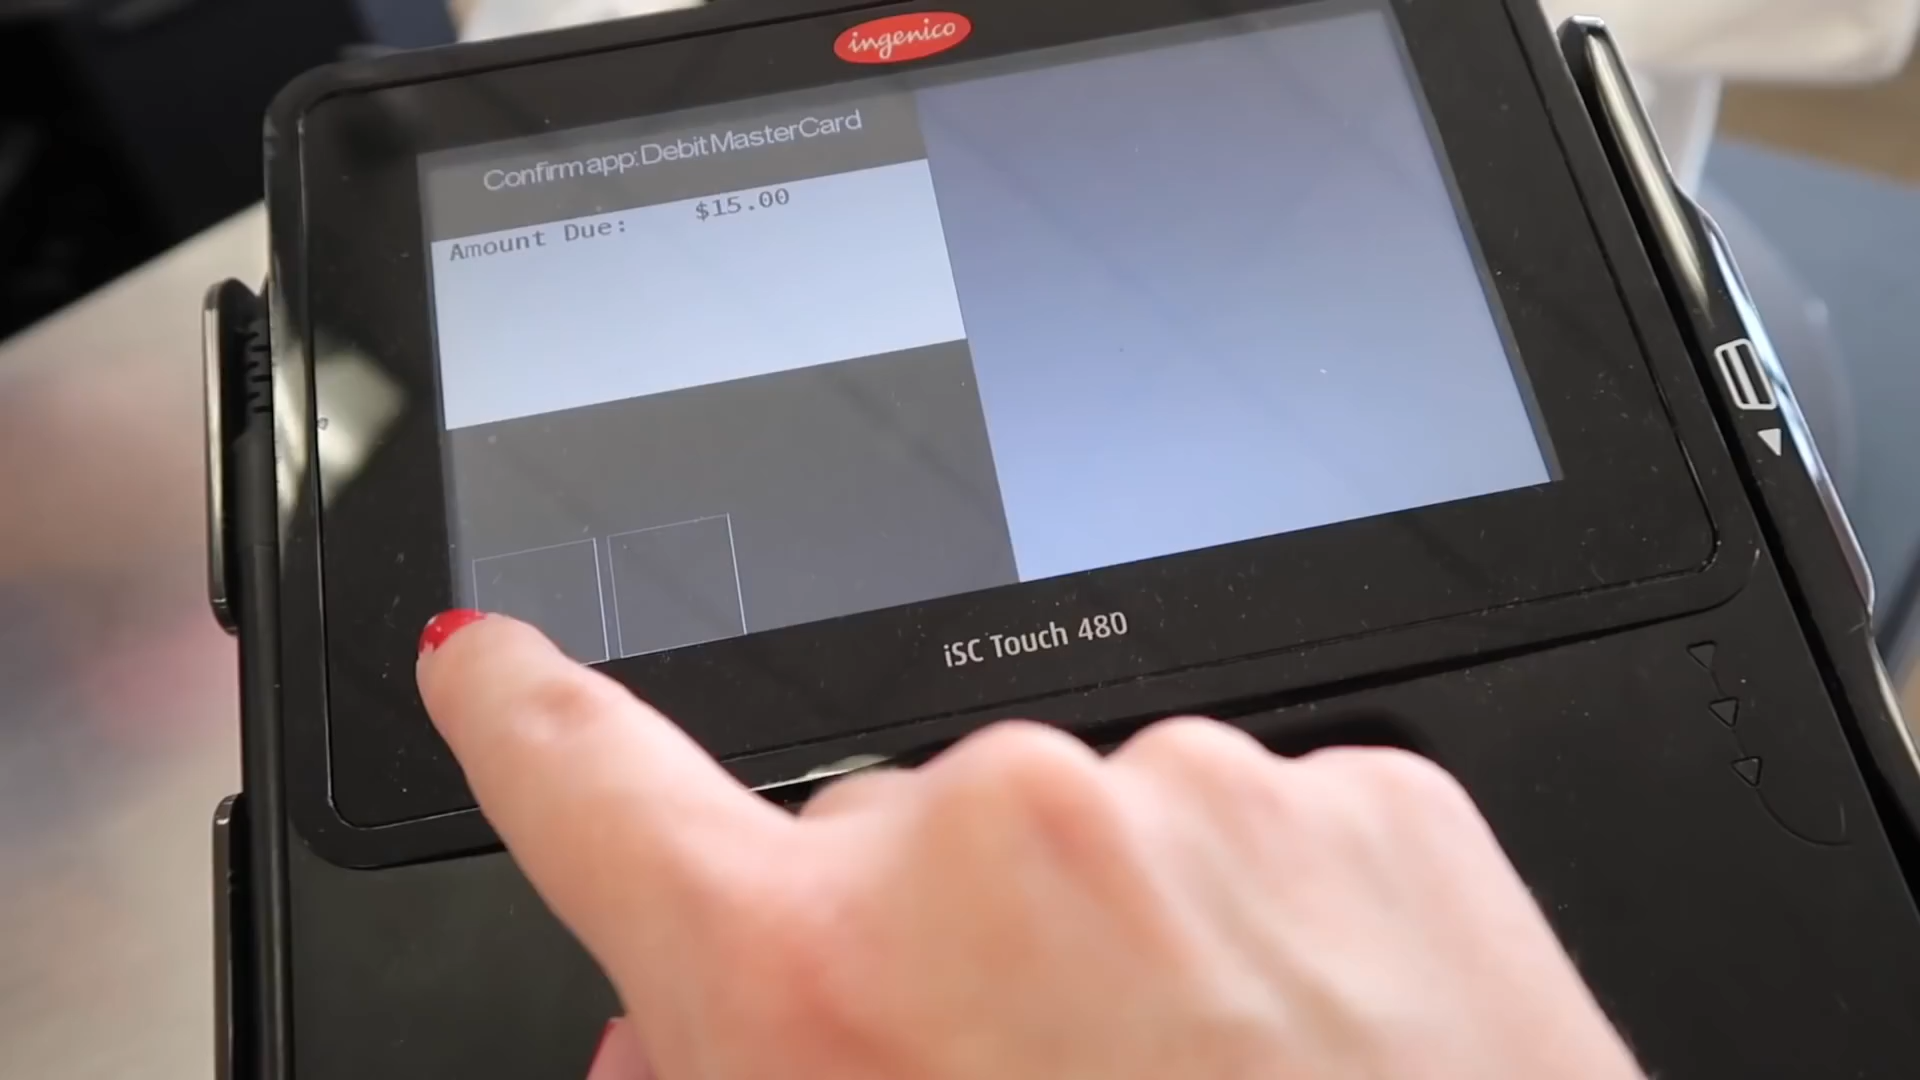 ingenico
Confirm app: Debit MasterCard
Amount Due: $15.00
iSC Touch 480